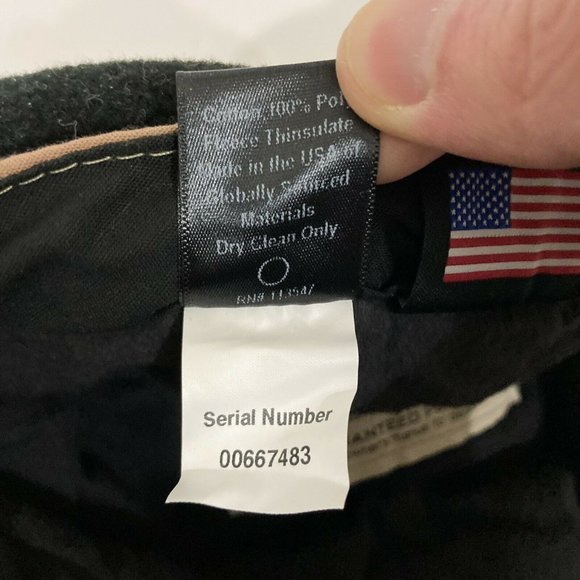 100% Poly
Fleece Thinsulate
Made in the USA of
Globally Sourced
Materials
Dry Clean Only
RN# 113547
Serial Number
00667483